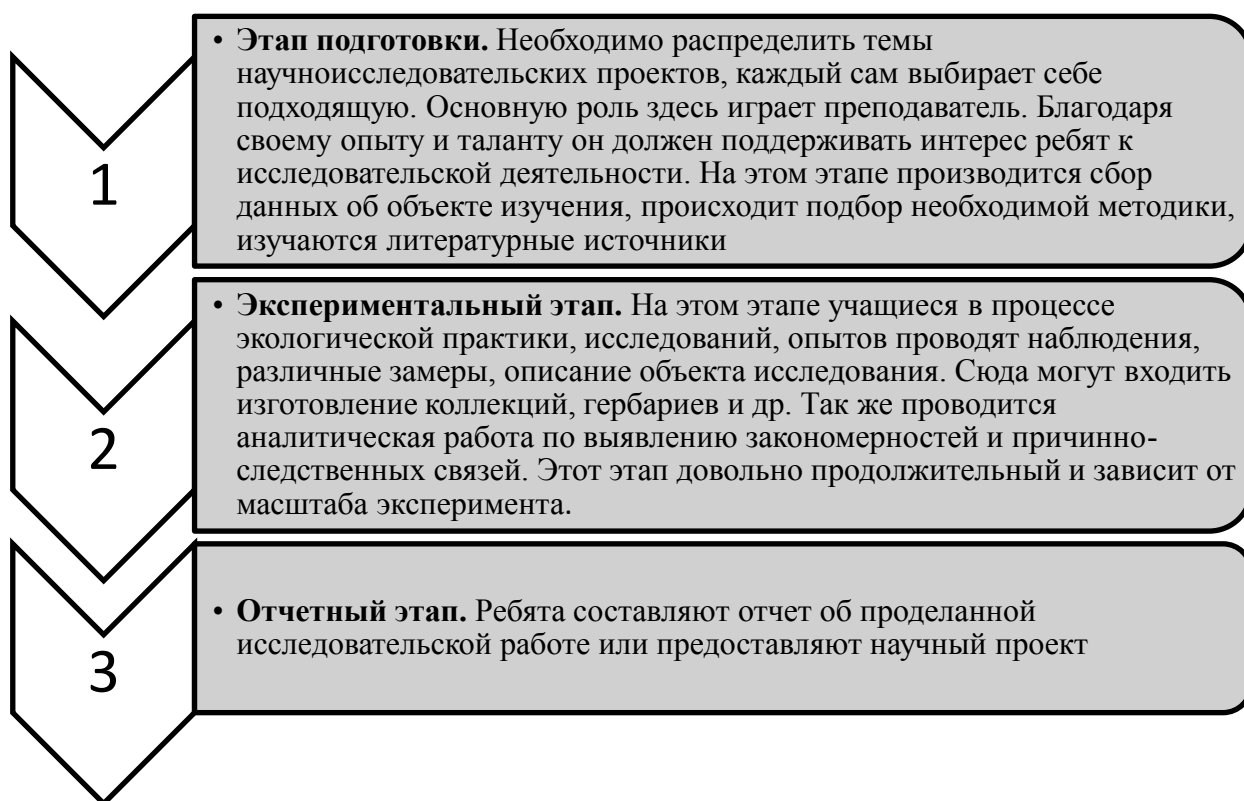 1
• Этап подготовки. Необходимо распределить темы
научноисследовательских проектов, каждый сам выбирает себе
подходящую. Основную роль здесь играет преподаватель. Благодаря
своему опыту и таланту он должен поддерживать интерес ребят к
исследовательской деятельности. На этом этапе производится сбор
данных об объекте изучения, происходит подбор необходимой методики,
изучаются литературные источники
2
• Экспериментальный этап. На этом этапе учащиеся в процессе
экологической практики, исследований, опытов проводят наблюдения,
различные замеры, описание объекта исследования. Сюда могут входить
изготовление коллекций, гербариев и др. Так же проводится
аналитическая работа по выявлению закономерностей и причинно-
следственных связей. Этот этап довольно продолжительный и зависит от
масштаба эксперимента.
3
• Отчетный этап. Ребята составляют отчет об проделанной
исследовательской работе или предоставляют научный проект